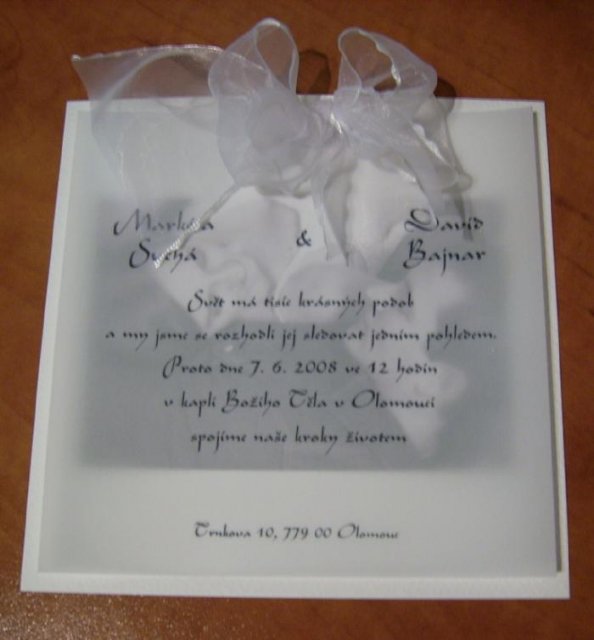 Markéta & David
Suchá Bajnar
Svět má tisíc krásných podob
a my jsme se rozhodli jej sledovat jedním pohledem.
Proto dne 7. 6. 2008 ve 12 hodin
v kapli Božího Těla v Olomouci
spojíme naše kroky životem
Trnkova 10, 779 00 Olomouc